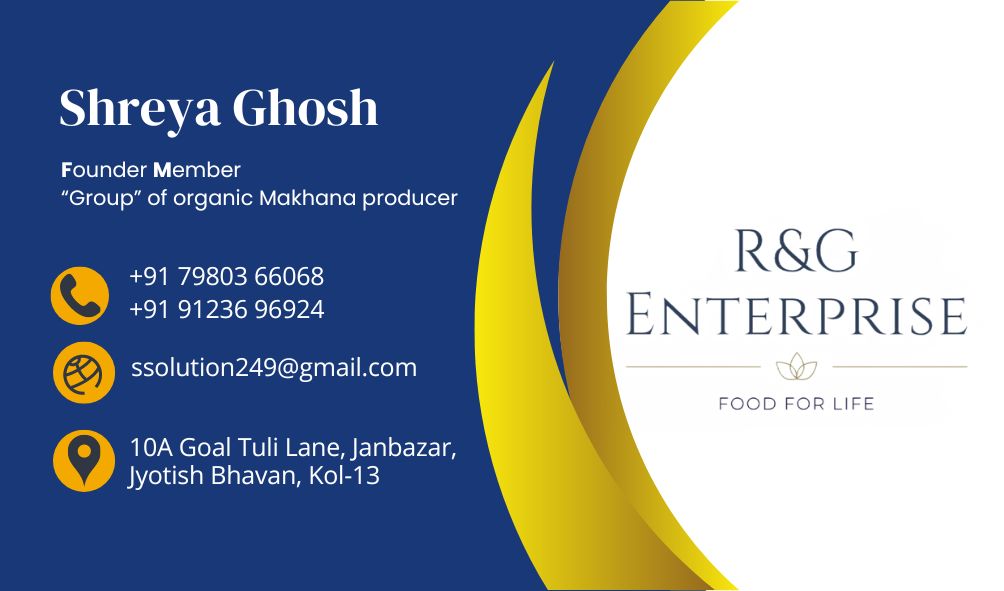 Shreya Ghosh
Founder Member
“Group” of organic Makhana producer
+91 79803 66068
+91 91236 96924
ssolution249@gmail.com
10A Goal Tuli Lane, Janbazar,
Jyotish Bhavan, Kol-13
R&G
ENTERPRISE
FOOD FOR LIFE